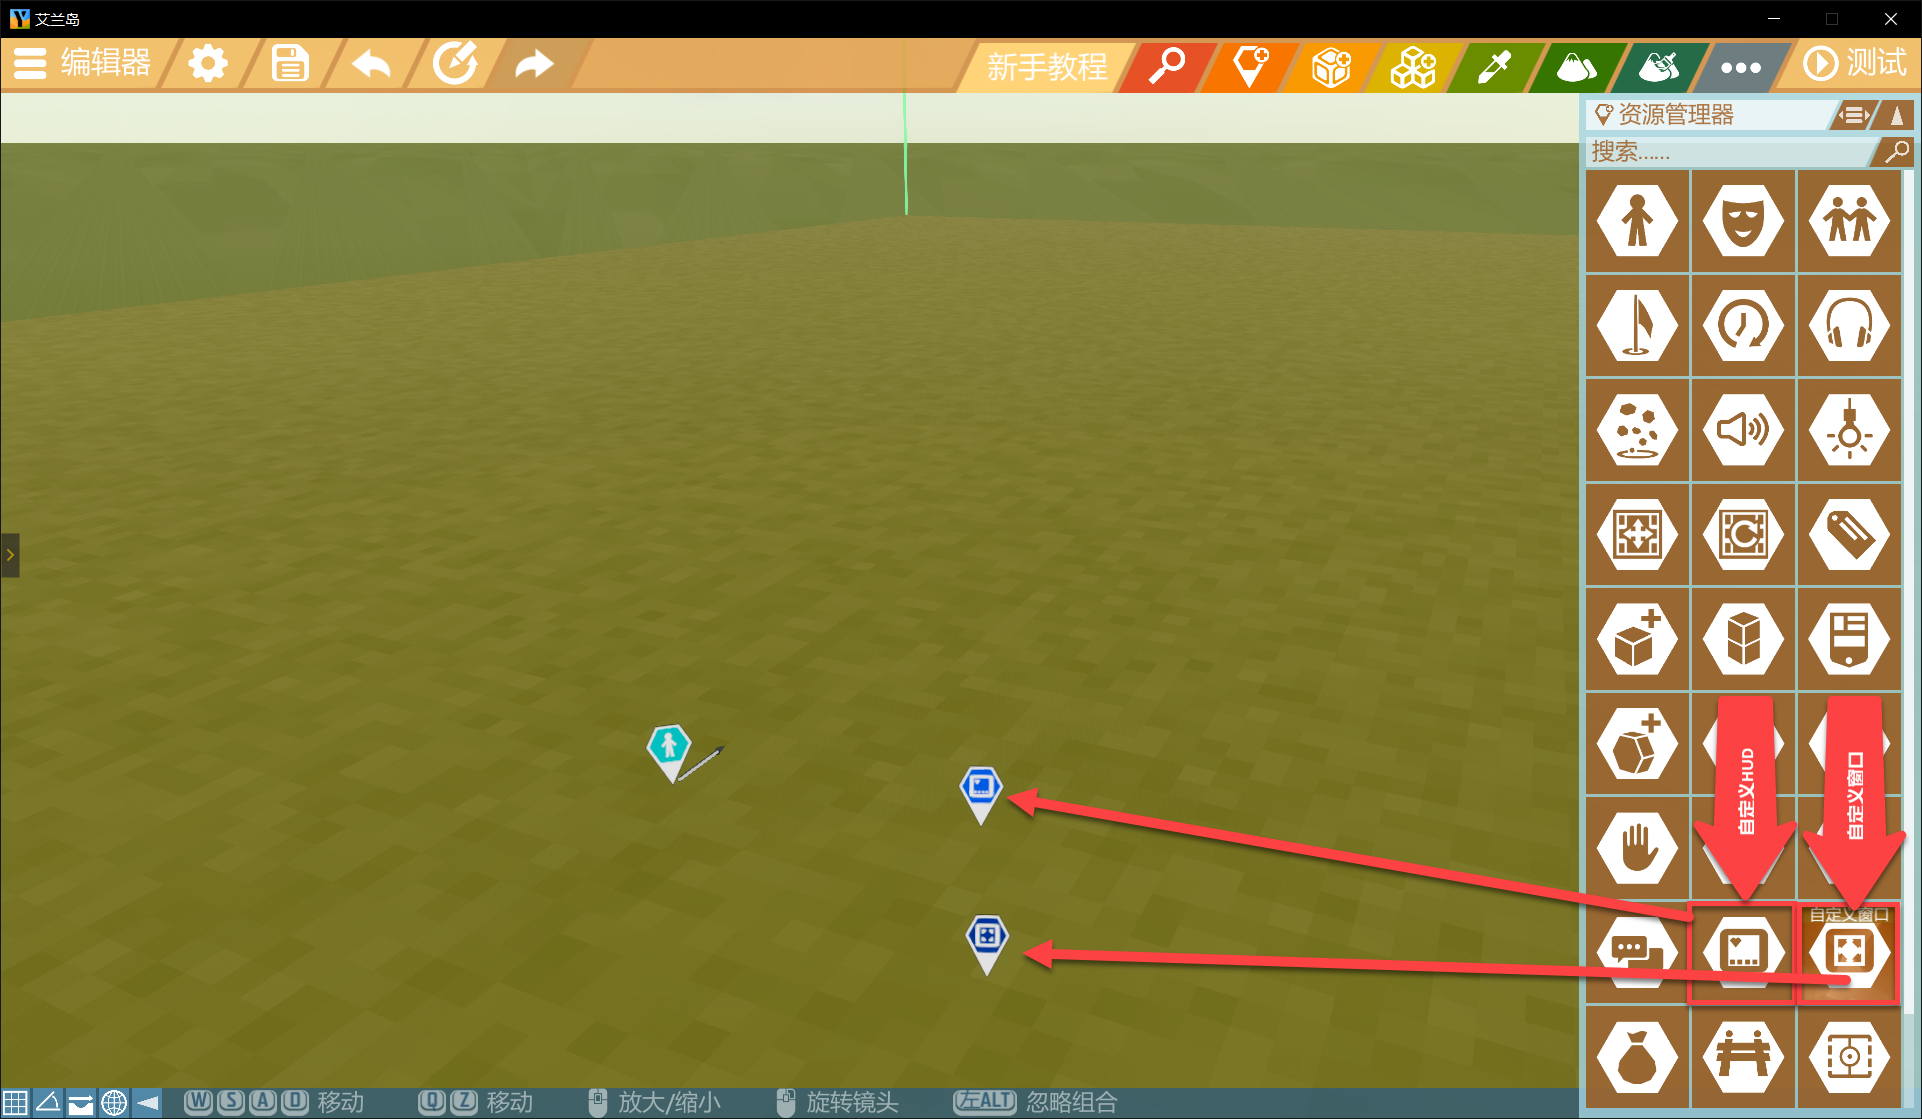 艾兰岛
编辑器
新手教程
测试
资源管理器
搜索......
自定义HUD
自定义窗口
自定义窗口
W S A D 移动
Q Z 移动
放大/缩小
旋转镜头
左ALT 忽略组合